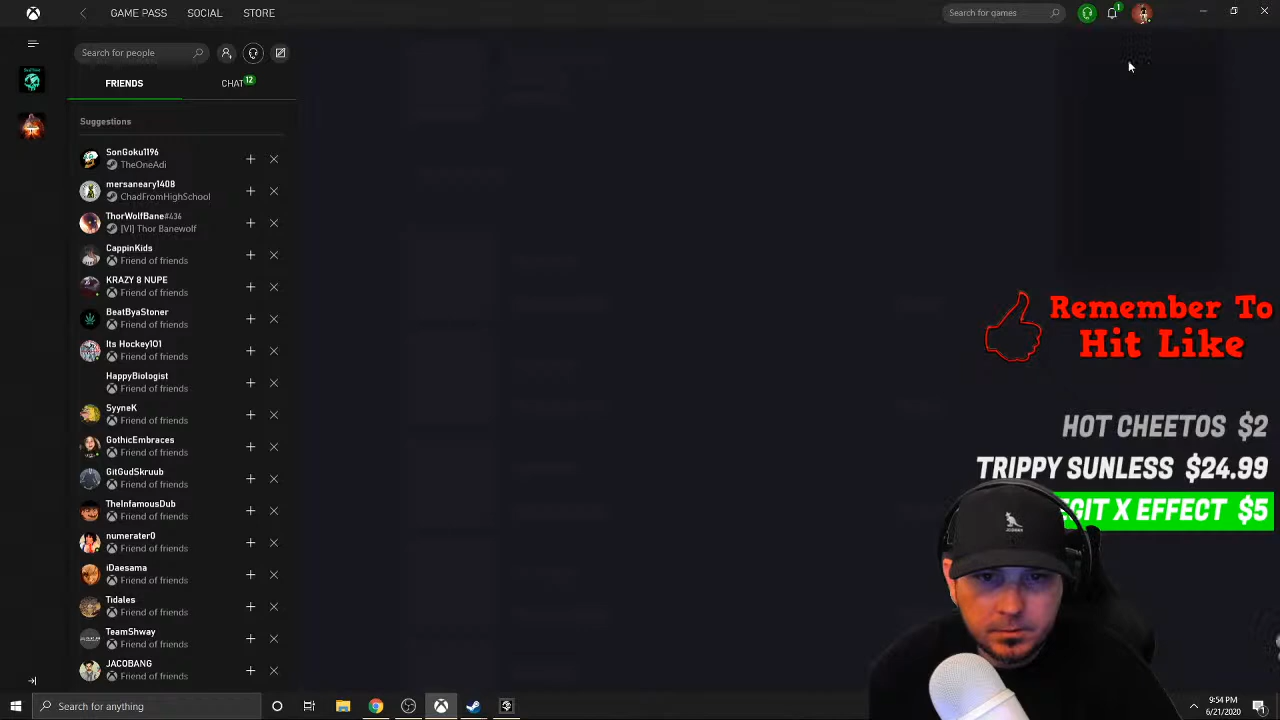 GAME PASS SOCIAL STORE
Search for games
1
Search for people
FRIENDS CHAT 12
Suggestions
SonGoku1196
TheOneAdi
mersaneary1408
ChadFromHighSchool
ThorWolfBane#436
[VI] Thor Banewolf
CappinKids
Friend of friends
KRAZY 8 NUPE
Friend of friends
BeatByaStoner
Friend of friends
Its Hockey101
Friend of friends
HappyBiologist
Friend of friends
SyyneK
Friend of friends
GothicEmbraces
Friend of friends
GitGudSkruub
Friend of friends
TheInfamousDub
Friend of friends
numerater0
Friend of friends
iDaesama
Friend of friends
Tidales
Friend of friends
TeamShway
Friend of friends
JACOBANG
Friend of friends
Remember To
Hit Like
HOT CHEETOS $2
TRIPPY SUNLESS $24.99
EGIT X EFFECT $5
Search for anything
9:54 PM
6/21/2020
1